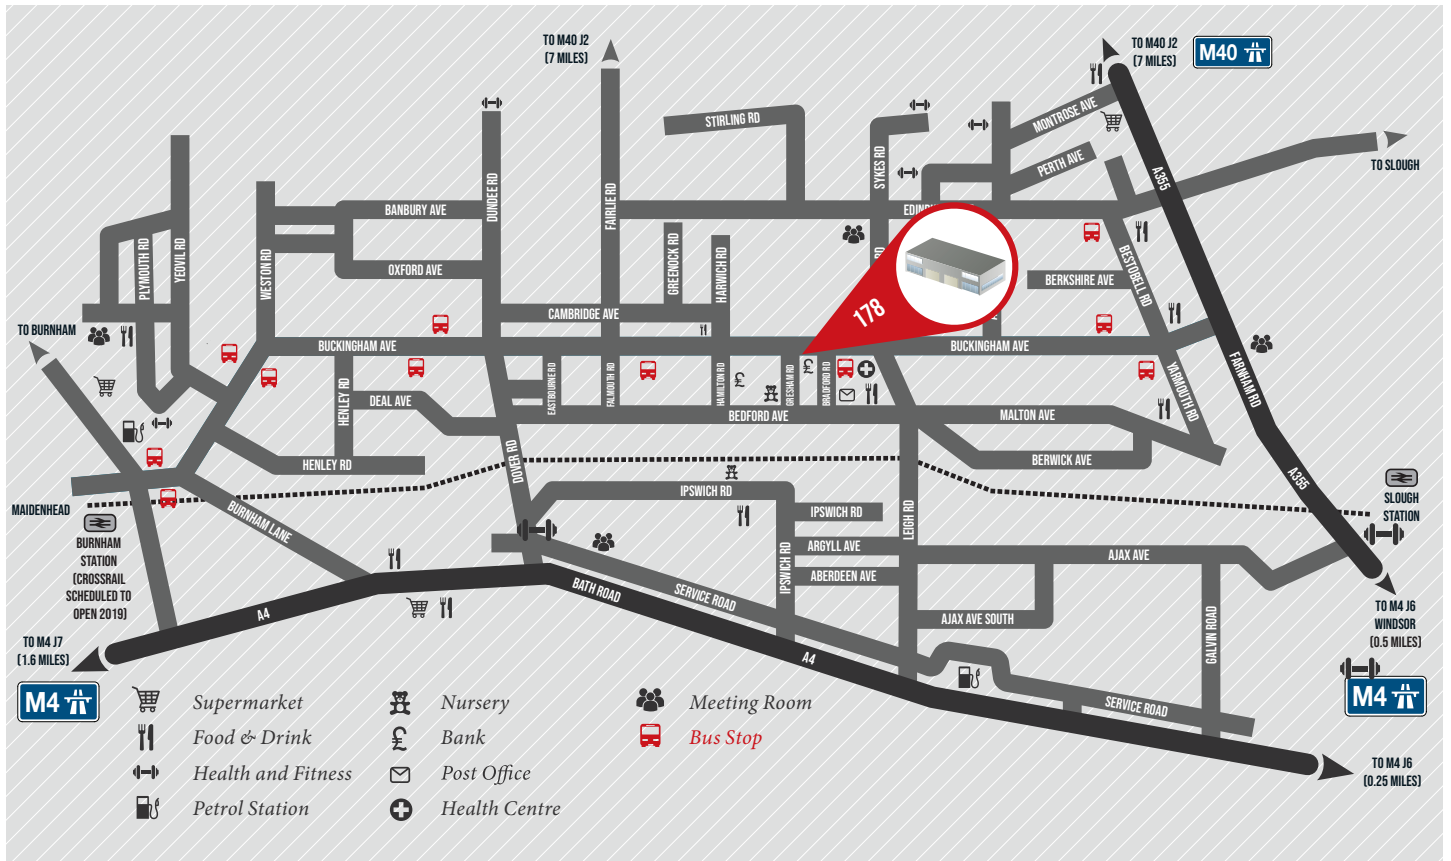 TO M40 J2
(7 MILES)
TO M40 J2
(7 MILES)
M40
MONTROSE AVE
STIRLING RD
PERTH AVE
SYKES RD
A355
TO SLOUGH
DUNDEE RD
FAIRLIE RD
BANBURY AVE
PLYMOUTH RD
YEOVIL RD
WESTON RD
GREENOCK RD
HARWICH RD
OXFORD AVE
BESTOBELL RD
BERKSHIRE AVE
CAMBRIDGE AVE
178
TO BURNHAM
BUCKINGHAM AVE
BUCKINGHAM AVE
FARNHAM RD
HENLEY RD
EASTBOURNE RD
FALMOUTH RD
HAMILTON RD
GRESHAM RD
BRADFORD RD
YARMOUTH RD
DEAL AVE
BEDFORD AVE
MALTON AVE
HENLEY RD
DOVER RD
BERWICK AVE
A355
IPSWICH RD
SLOUGH
STATION
MAIDENHEAD
BURNHAM LANE
IPSWICH RD
LEIGH RD
BURNHAM
STATION
(CROSSRAIL
SCHEDULED TO
OPEN 2019)
ARGYLL AVE
AJAX AVE
IPSWICH RD
ABERDEEN AVE
BATH ROAD
SERVICE ROAD
A4
AJAX AVE SOUTH
GALVIN ROAD
TO M4 J6
WINDSOR
(0.5 MILES)
TO M4 J7
(1.6 MILES)
A4
M4
M4
SERVICE ROAD
TO M4 J6
(0.25 MILES)
Supermarket
Nursery
Meeting Room
Food & Drink
Bank
Bus Stop
Health and Fitness
Post Office
Petrol Station
Health Centre